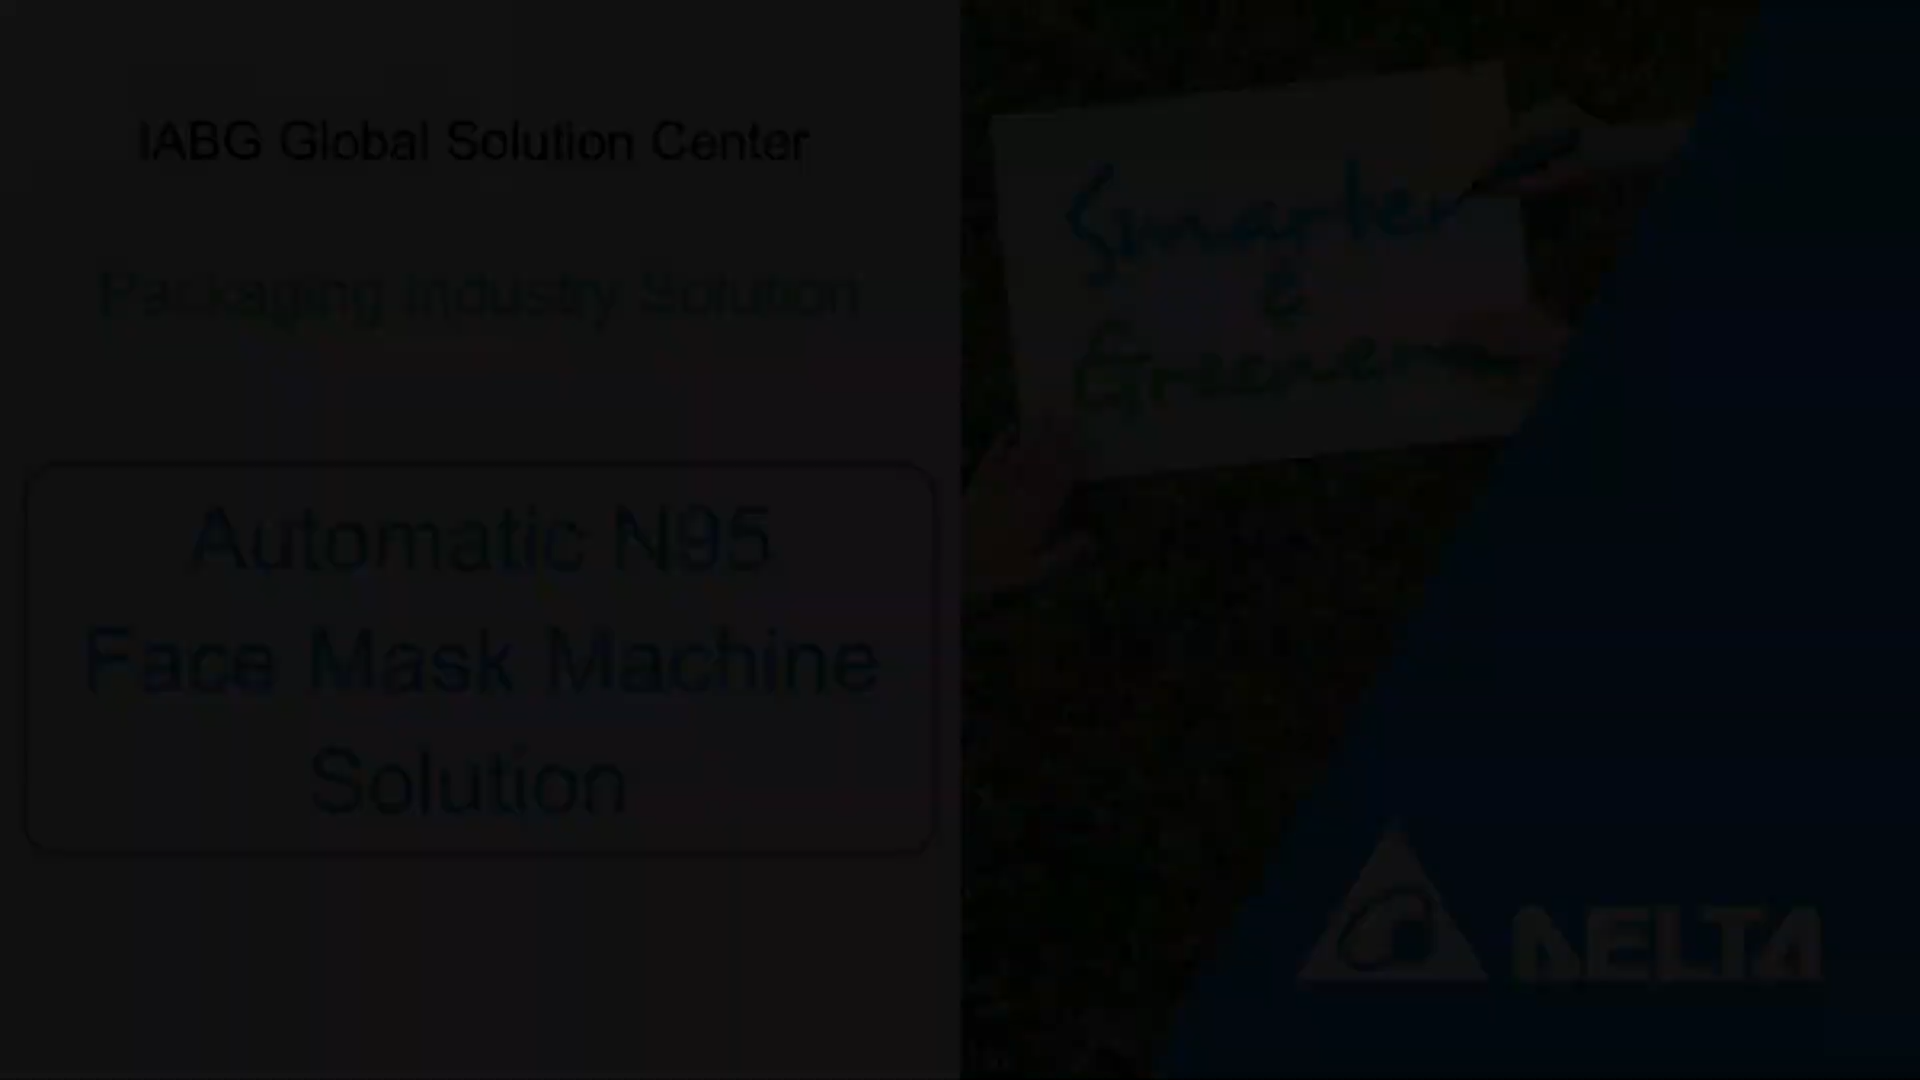 IABG Global Solution Center
Packaging Industry Solution
Automatic N95
Face Mask Machine
Solution
Smarter
&
Greener
DELTA